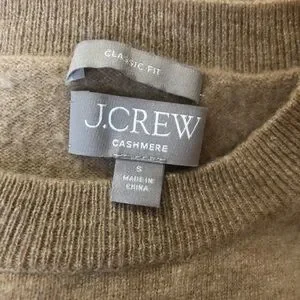 CLASSIC FIT
J.CREW
CASHMERE
S
MADE IN
CHINA